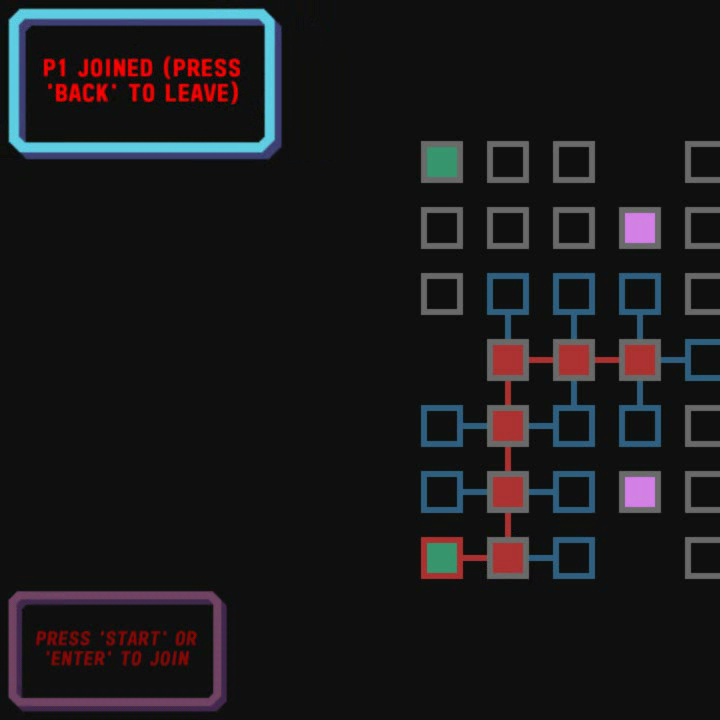 P1 JOINED (PRESS
'BACK' TO LEAVE)
PRESS 'START' OR
'ENTER' TO JOIN